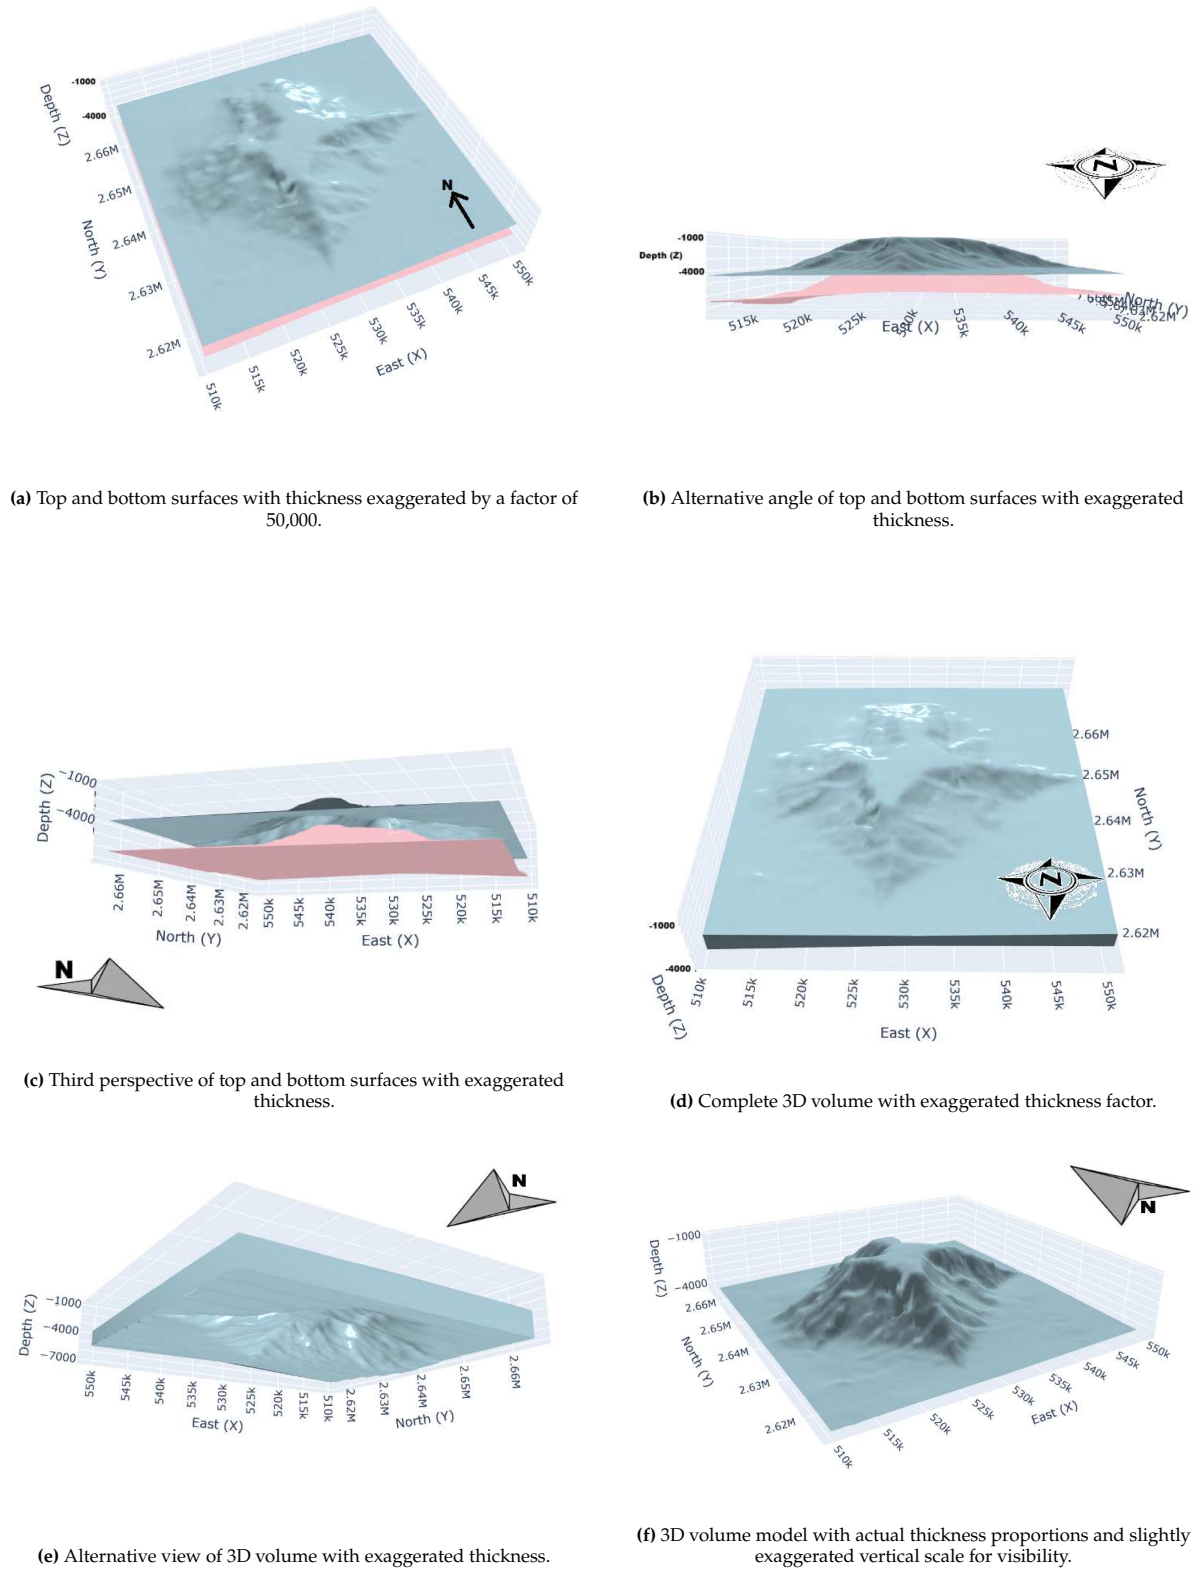 -1000
-4000
Depth (Z)
2.66M
2.65M
2.64M
2.63M
2.62M
North (Y)
N
510k
515k
520k
525k
530k
535k
540k
545k
550k
East (X)
(a) Top and bottom surfaces with thickness exaggerated by a factor of
50,000.
N
-1000
Depth (Z)
-4000
515k
520k
525k
530k
535k
540k
545k
550k
East (X)
North (Y)
2.62M
(b) Alternative angle of top and bottom surfaces with exaggerated
thickness.
−1000
−4000
Depth (Z)
2.66M
2.65M
2.64M
2.63M
2.62M
550k
545k
540k
535k
530k
525k
520k
515k
510k
North (Y)
East (X)
N
(c) Third perspective of top and bottom surfaces with exaggerated
thickness.
2.66M
2.65M
2.64M
2.63M
2.62M
North (Y)
N
-1000
-4000
Depth (Z)
510k
515k
520k
525k
530k
535k
540k
545k
550k
East (X)
(d) Complete 3D volume with exaggerated thickness factor.
N
−1000
−4000
−7000
Depth (Z)
550k
545k
540k
535k
530k
525k
520k
515k
510k
2.62M
2.63M
2.64M
2.65M
2.66M
East (X)
North (Y)
(e) Alternative view of 3D volume with exaggerated thickness.
N
−1000
−4000
Depth (Z)
2.66M
2.65M
2.64M
2.63M
2.62M
North (Y)
510k
515k
520k
525k
530k
535k
540k
545k
550k
East (X)
(f) 3D volume model with actual thickness proportions and slightly
exaggerated vertical scale for visibility.